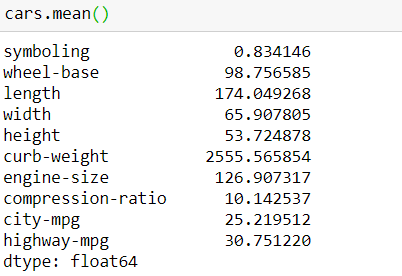 cars.mean()
symboling 0.834146
wheel-base 98.756585
length 174.049268
width 65.907805
height 53.724878
curb-weight 2555.565854
engine-size 126.907317
compression-ratio 10.142537
city-mpg 25.219512
highway-mpg 30.751220
dtype: float64